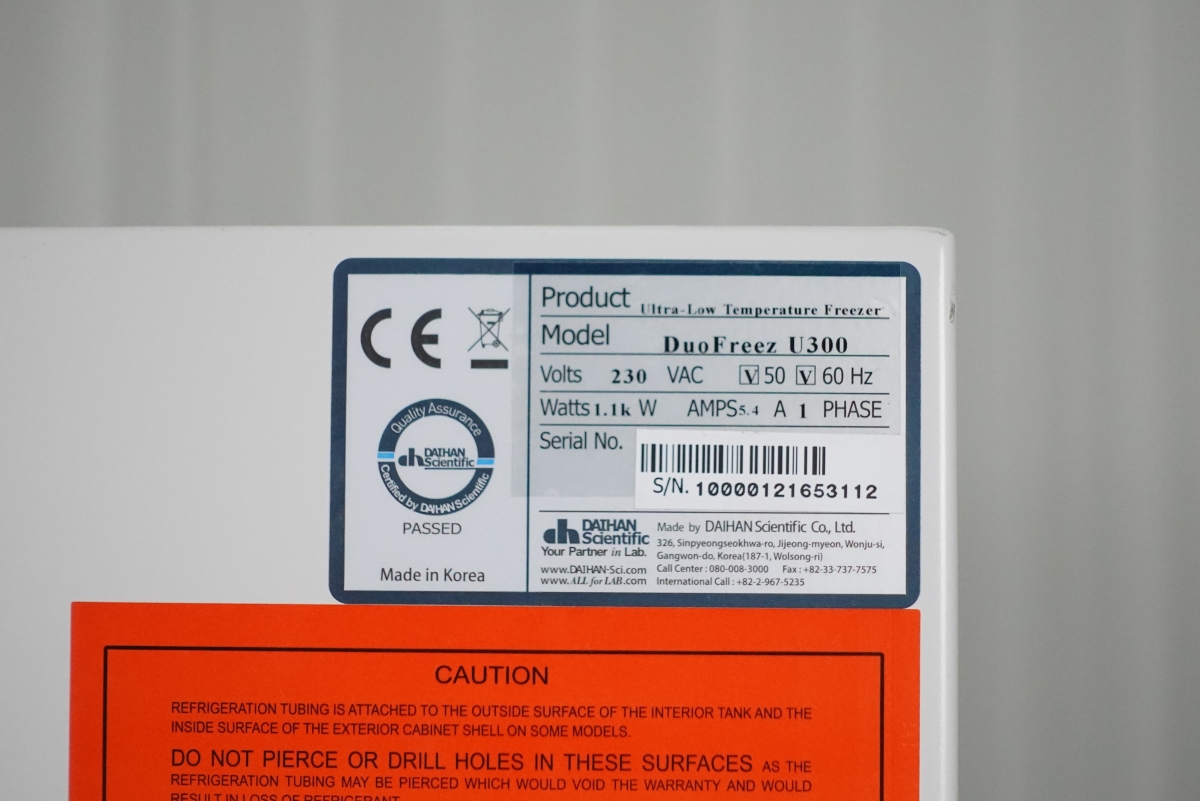 CE
Quality Assurance
DAIHAN
Scientific
Certified by DAIHAN Scientific
PASSED
Made in Korea
Product Ultra-Low Temperature Freezer
Model DuoFreez U300
Volts 230 VAC V 50 V 60 Hz
Watts 1.1k W AMPS 5.4 A 1 PHASE
Serial No.
S/N. 10000121653112
DAIHAN
Scientific
Your Partner in Lab.
www.DAIHAN-Sci.com
www.ALL for LAB.com
Made by DAIHAN Scientific Co., Ltd.
326, Sinpyeongseokhwa-ro, Jijeong-myeon, Wonju-si,
Gangwon-do, Korea(187-1, Wolsong-ri)
Call Center : 080-008-3000 Fax : +82-33-737-7575
International Call : +82-2-967-5235
CAUTION
REFRIGERATION TUBING IS ATTACHED TO THE OUTSIDE SURFACE OF THE INTERIOR TANK AND THE
INSIDE SURFACE OF THE EXTERIOR CABINET SHELL ON SOME MODELS.
DO NOT PIERCE OR DRILL HOLES IN THESE SURFACES AS THE
REFRIGERATION TUBING MAY BE PIERCED WHICH WOULD VOID THE WARRANTY AND WOULD
RESULT IN LOSS OF REFRIGERANT.